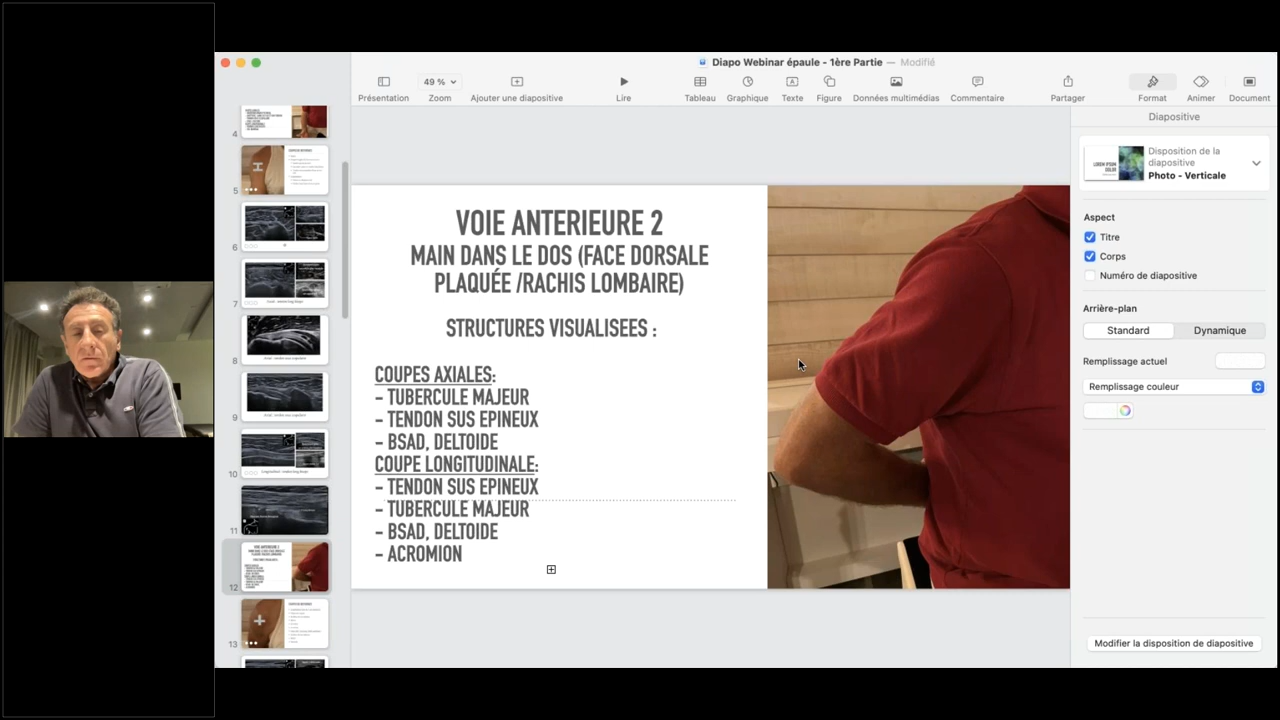 Diapo Webinar épaule - 1ère Partie — Modifié
49 %
Présentation
Zoom
Ajouter une diapositive
Lire
Tableau
Graphique
Texte
Figure
Données multimédias
Commentaire
Partager
Format
Animer
Document
4
5
6
7
8
9
10
11
12
13
VOIE ANTERIEURE 2
MAIN DANS LE DOS (FACE DORSALE
PLAQUÉE /RACHIS LOMBAIRE)
STRUCTURES VISUALISEES :
COUPES AXIALES:
- TUBERCULE MAJEUR
- TENDON SUS EPINEUX
- BSAD, DELTOIDE
COUPE LONGITUDINALE:
- TENDON SUS EPINEUX
- TUBERCULE MAJEUR
- BSAD, DELTOIDE
- ACROMION
Diapositive
Disposition de la
diapositive
Photo - Verticale
Aspect
Titre
Corps
Numéro de diapositive
Arrière-plan
Standard
Dynamique
Remplissage actuel
Remplissage couleur
Modifier la disposition de diapositive